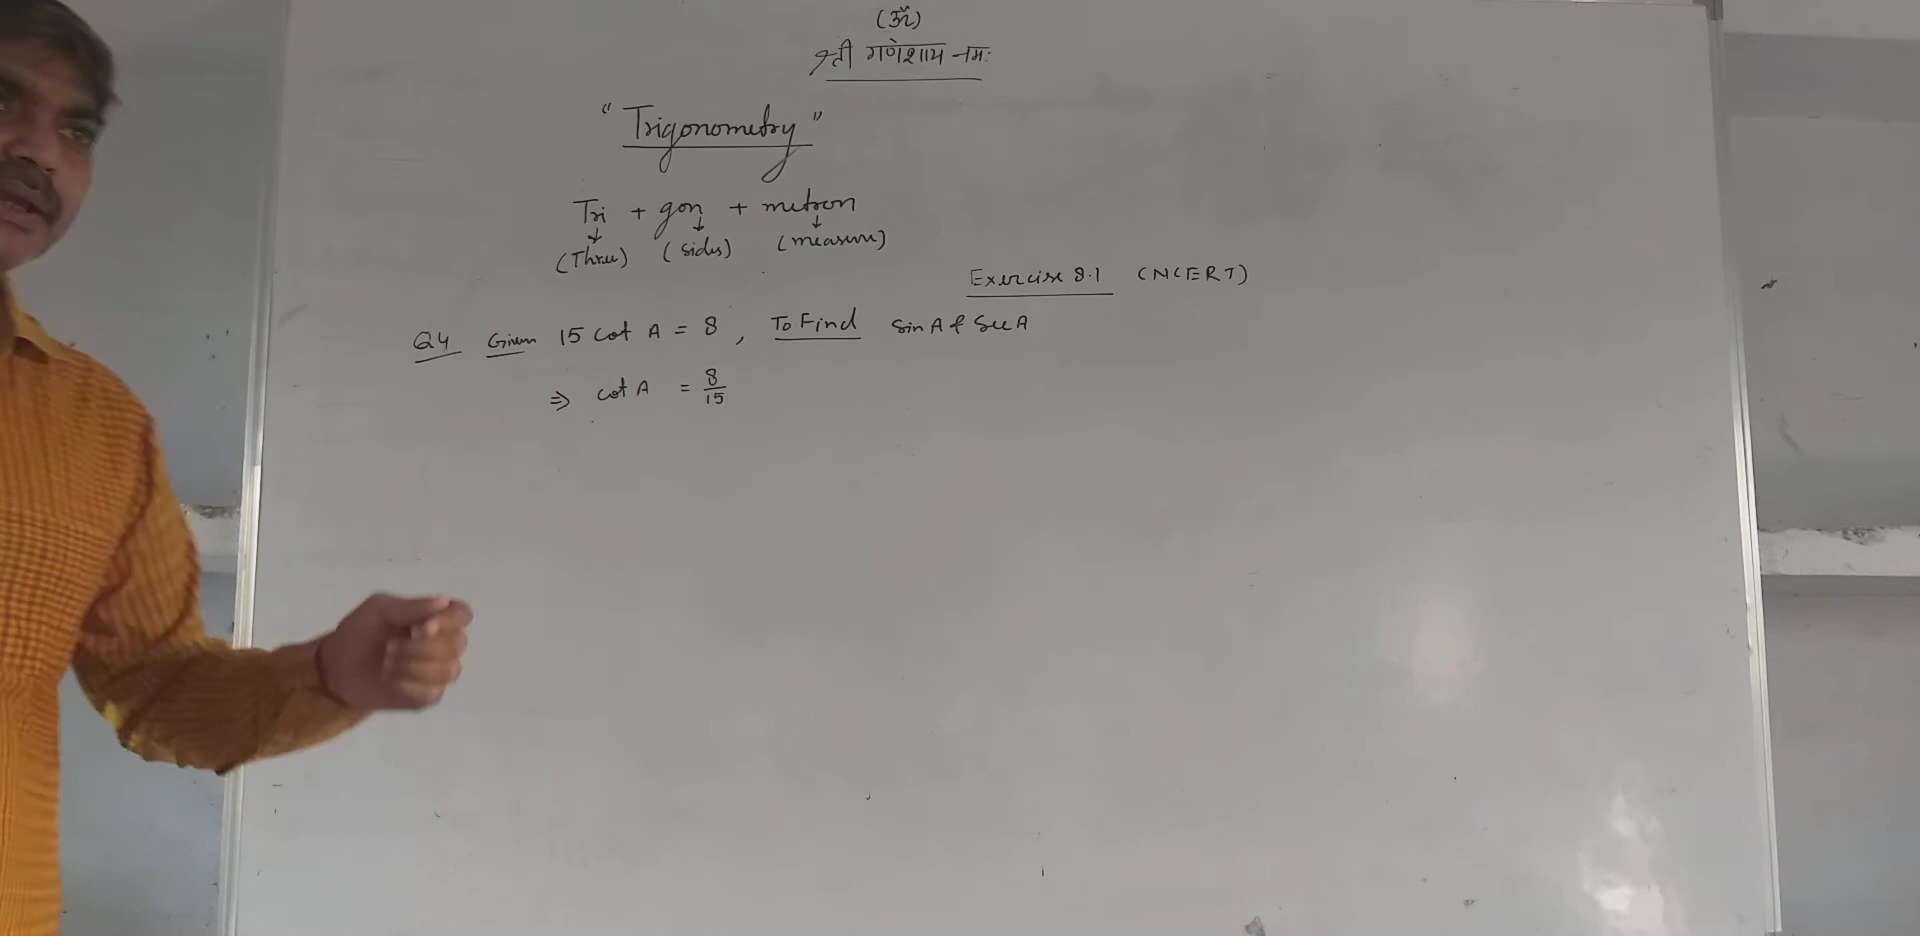 (ॐ)
श्री गणेशाय नमः
"Trigonometry"
Tri + gon + metron
(Three) (sides) (measure)
Exercise 8.1 (NCERT)
Q4 Given 15 cot A = 8, To Find sin A & sec A
⇒ cot A = 8/15